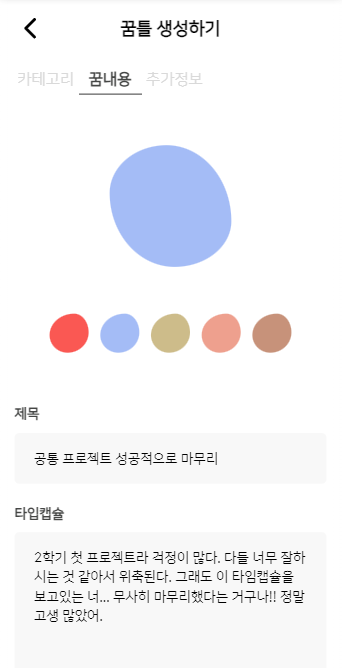 꿈틀 생성하기
카테고리 꿈내용 추가정보
제목
공통 프로젝트 성공적으로 마무리
타임캡슐
2학기 첫 프로젝트라 걱정이 많다. 다들 너무 잘하
시는 것 같아서 위축된다. 그래도 이 타임캡슐을
보고있는 너... 무사히 마무리했다는 거구나!! 정말
고생 많았어.